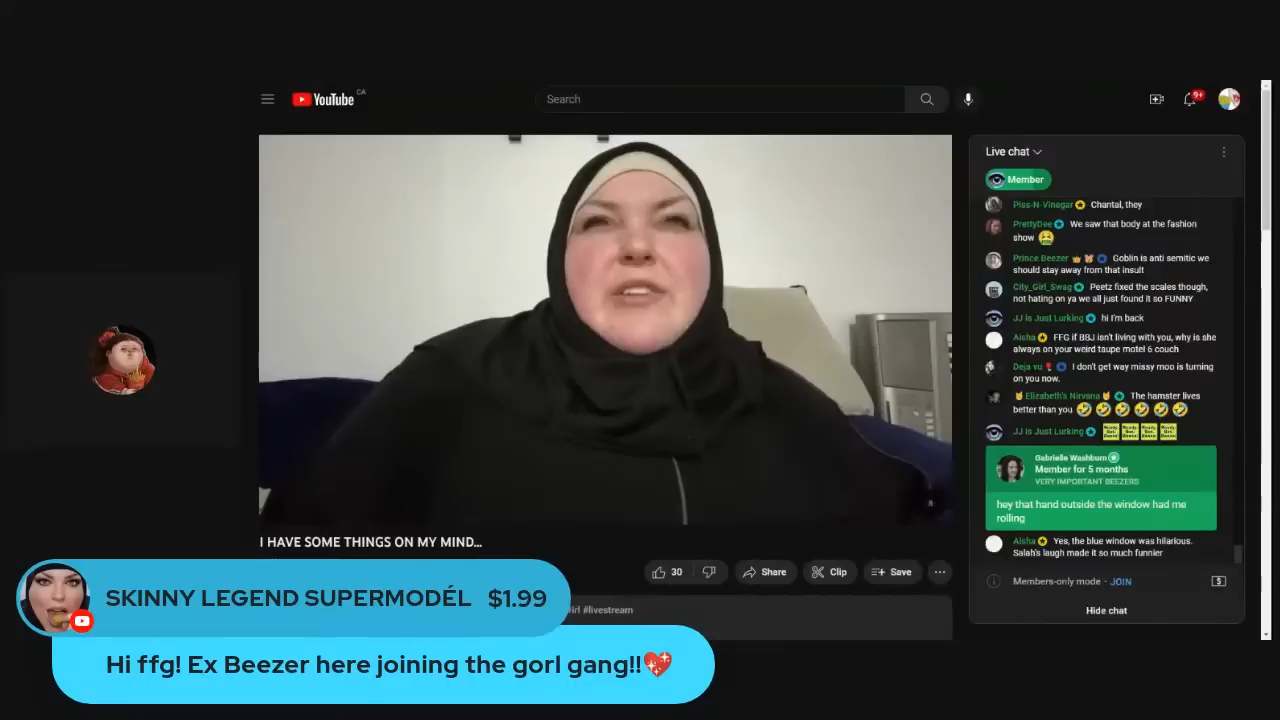 YouTube CA
Search
9+
Live chat
Member
Piss-N-Vinegar Chantal, they
PrettyDee We saw that body at the fashion
show
Prince Beezer Goblin is anti semitic we
should stay away from that insult
City_Girl_Swag Peetz fixed the scales though,
not hating on ya we all just found it so FUNNY
JJ is Just Lurking hi I'm back
Aisha FFG if BBJ isn't living with you, why is she
always on your weird taupe motel 6 couch
Deja vu I don't get way missy moo is turning
on you now.
Elizabeth's Nirvana The hamster lives
better than you
JJ is Just Lurking
Gabrielle Washburn
Member for 5 months
VERY IMPORTANT BEEZERS
hey that hand outside the window had me
rolling
Aisha Yes, the blue window was hilarious.
Salah's laugh made it so much funnier
Members-only mode - JOIN
Hide chat
I HAVE SOME THINGS ON MY MIND...
30 Share Clip Save
#livestream
SKINNY LEGEND SUPERMODÉL $1.99
Hi ffg! Ex Beezer here joining the gorl gang!!💖